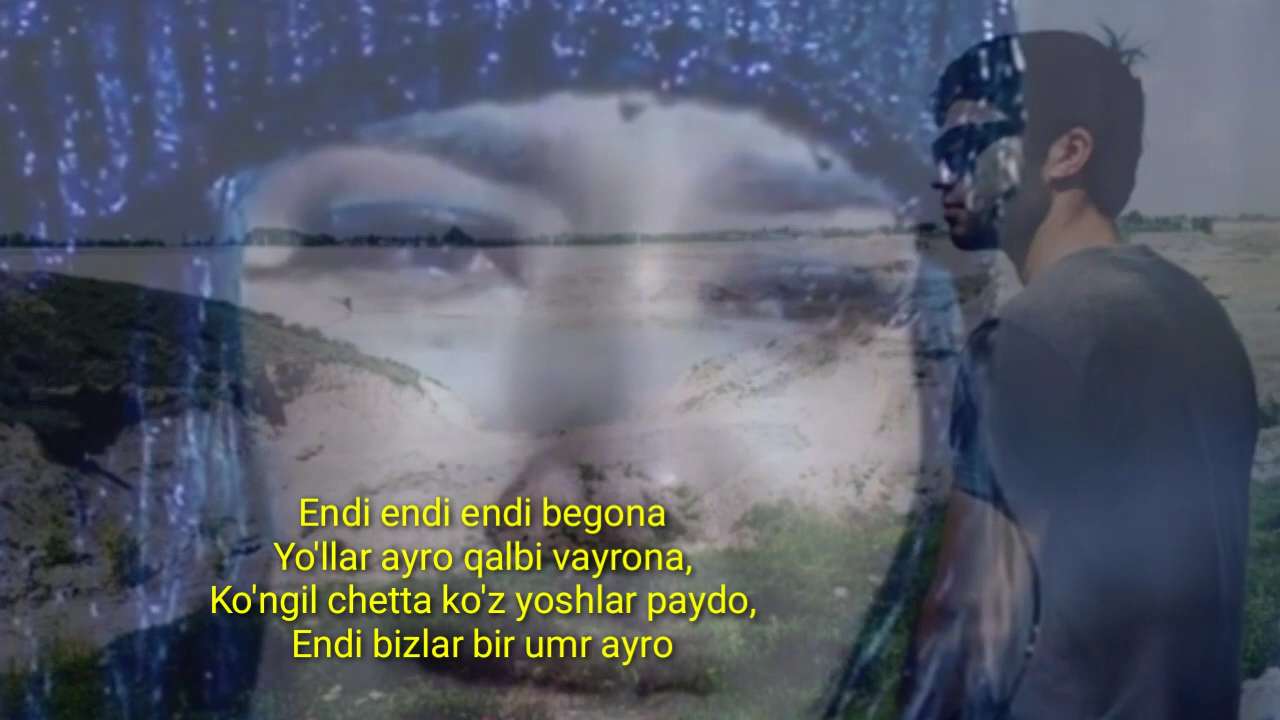 Endi endi endi begona
Yo'llar ayro qalbi vayrona,
Ko'ngil chetta ko'z yoshlar paydo,
Endi bizlar bir umr ayro